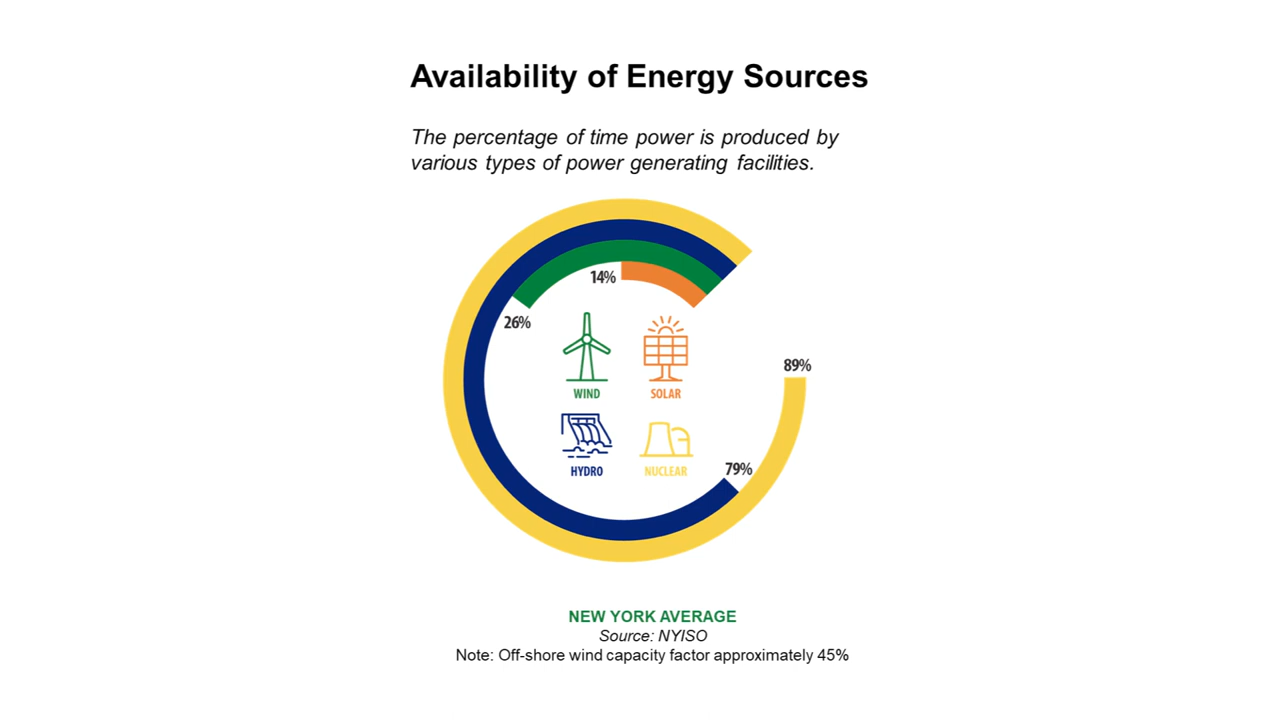 Availability of Energy Sources
The percentage of time power is produced by
various types of power generating facilities.
14%
26%
89%
WIND
SOLAR
79%
HYDRO
NUCLEAR
NEW YORK AVERAGE
Source: NYISO
Note: Off-shore wind capacity factor approximately 45%